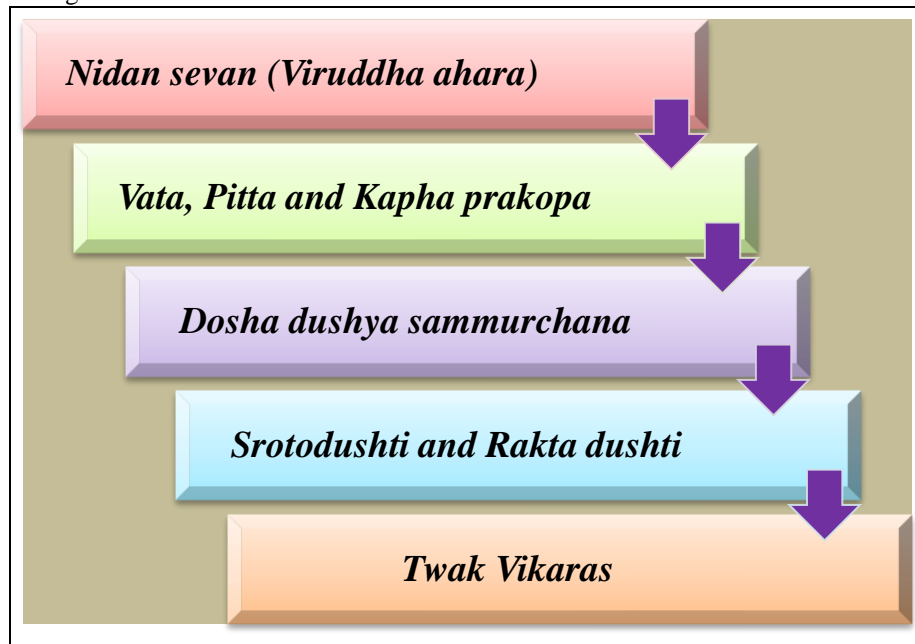 Nidan sevan (Viruddha ahara)
Vata, Pitta and Kapha prakopa
Dosha dushya sammurchana
Srotodushti and Rakta dushti
Twak Vikaras